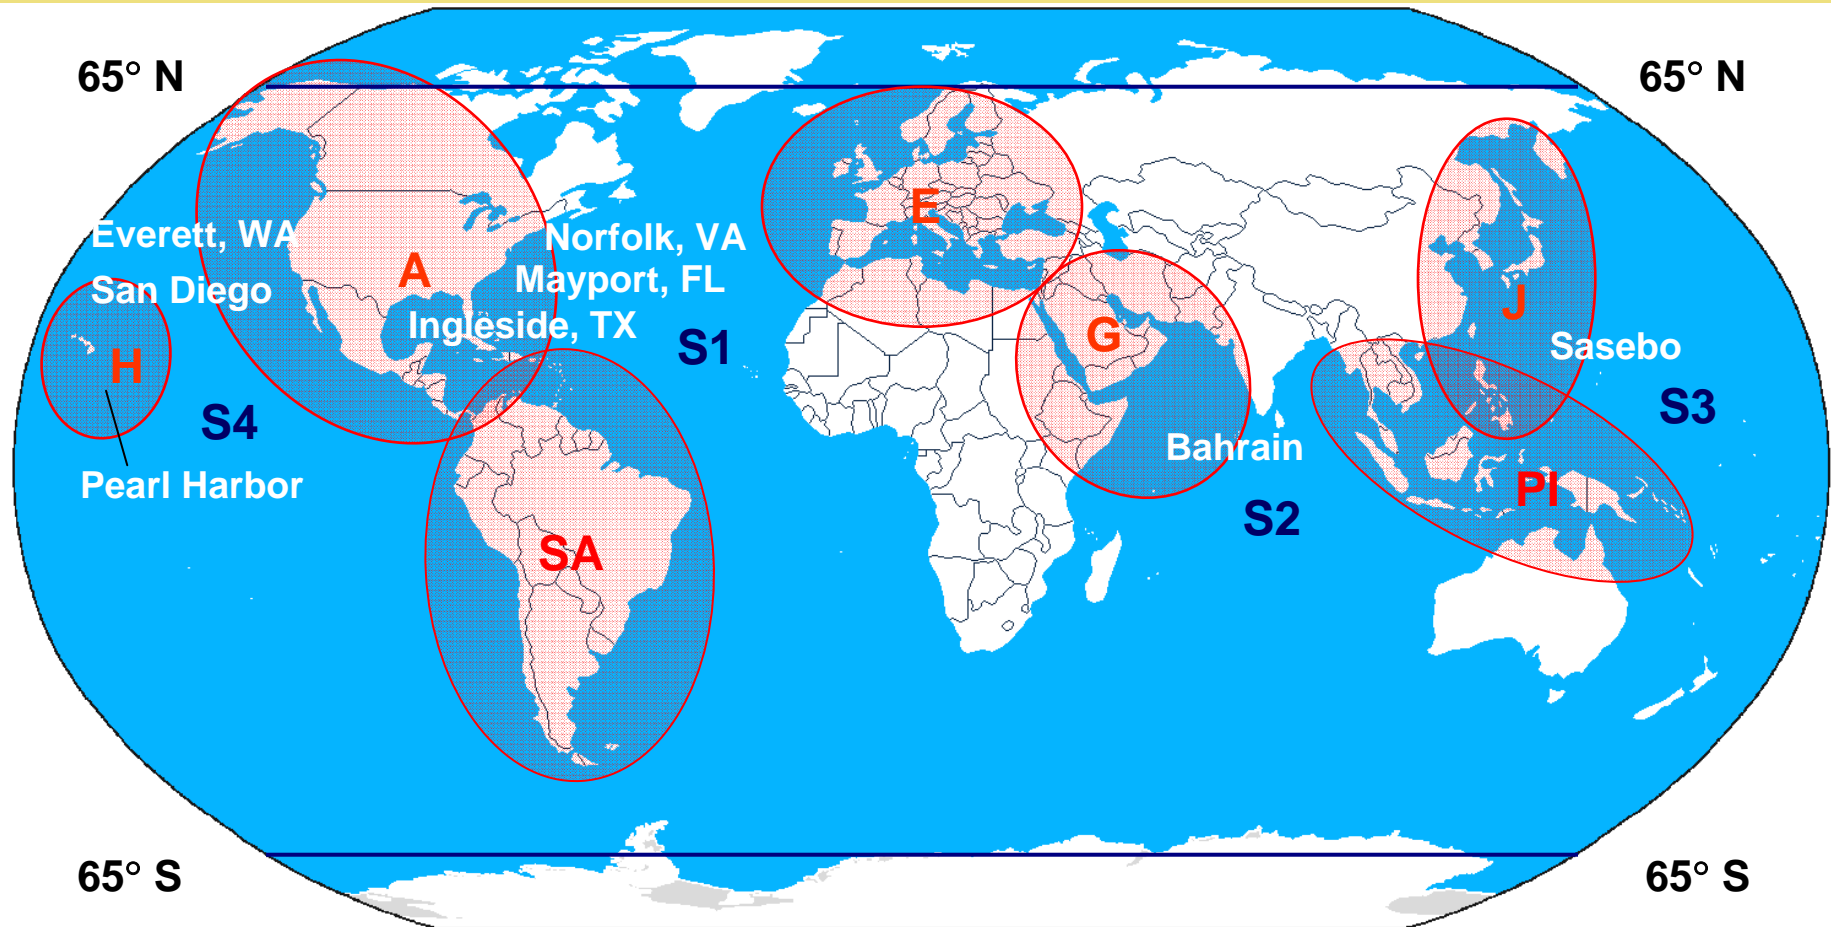 65° N
65° N
E
Everett, WA
Norfolk, VA
A
Mayport, FL
San Diego
J
Ingleside, TX
G
S1
Sasebo
H
S4
S3
Bahrain
Pearl Harbor
PI
S2
SA
65° S
65° S